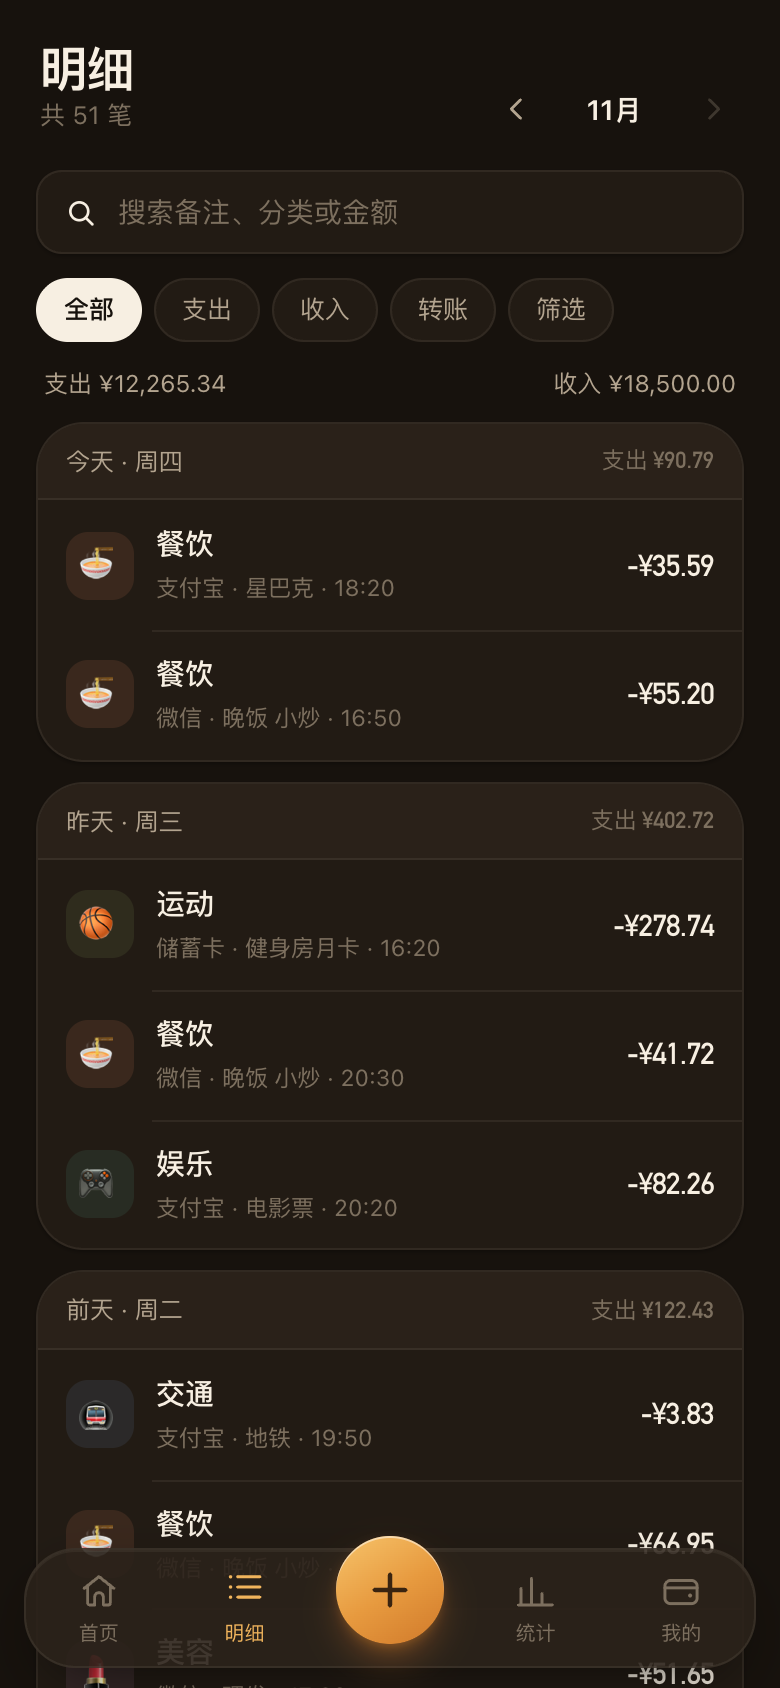 明细
共 51 笔
11月
搜索备注、分类或金额
全部 支出 收入 转账 筛选
支出 ¥12,265.34 收入 ¥18,500.00
今天 · 周四 支出 ¥90.79
餐饮
支付宝 · 星巴克 · 18:20
-¥35.59
餐饮
微信 · 晚饭 小炒 · 16:50
-¥55.20
昨天 · 周三 支出 ¥402.72
运动
储蓄卡 · 健身房月卡 · 16:20
-¥278.74
餐饮
微信 · 晚饭 小炒 · 20:30
-¥41.72
娱乐
支付宝 · 电影票 · 20:20
-¥82.26
前天 · 周二 支出 ¥122.43
交通
支付宝 · 地铁 · 19:50
-¥3.83
餐饮
微信 · 晚饭 小炒 ·
-¥66.95
美容
-¥51.65
首页 明细 统计 我的